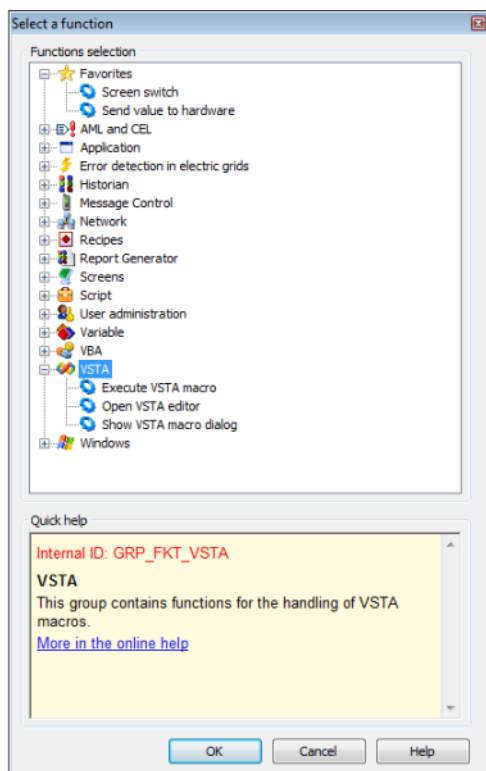 Select a function
Functions selection
Favorites
Screen switch
Send value to hardware
AML and CEL
Application
Error detection in electric grids
Historian
Message Control
Network
Recipes
Report Generator
Screens
Script
User administration
Variable
VBA
VSTA
Execute VSTA macro
Open VSTA editor
Show VSTA macro dialog
Windows
Quick help
Internal ID: GRP_FKT_VSTA
VSTA
This group contains functions for the handling of VSTA
macros.
More in the online help
OK Cancel Help